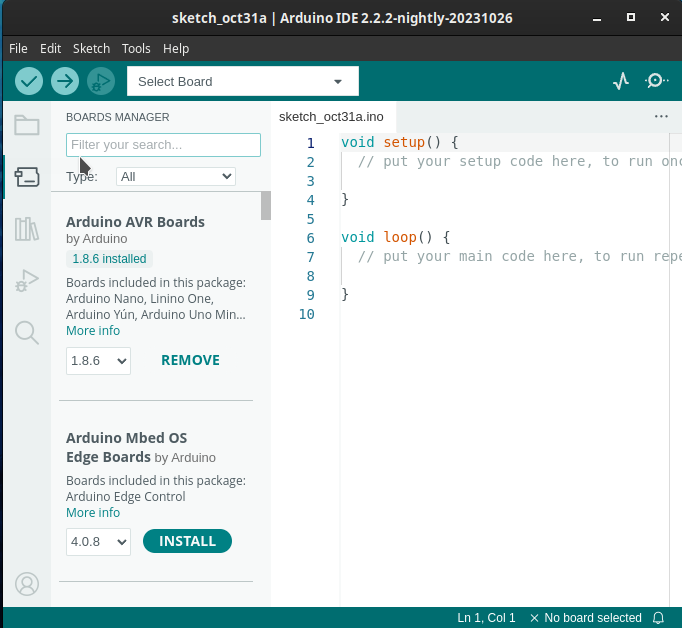 sketch_oct31a | Arduino IDE 2.2.2-nightly-20231026
File Edit Sketch Tools Help
Select Board
BOARDS MANAGER
Filter your search...
Type: All
Arduino AVR Boards
by Arduino
1.8.6 installed
Boards included in this package:
Arduino Nano, Linino One,
Arduino Yún, Arduino Uno Min...
More info
1.8.6 REMOVE
Arduino Mbed OS
Edge Boards by Arduino
Boards included in this package:
Arduino Edge Control
More info
4.0.8 INSTALL
sketch_oct31a.ino
1 void setup() {
2 // put your setup code here, to run onc
3
4 }
5
6 void loop() {
7 // put your main code here, to run repe
8
9 }
10
Ln 1, Col 1 × No board selected